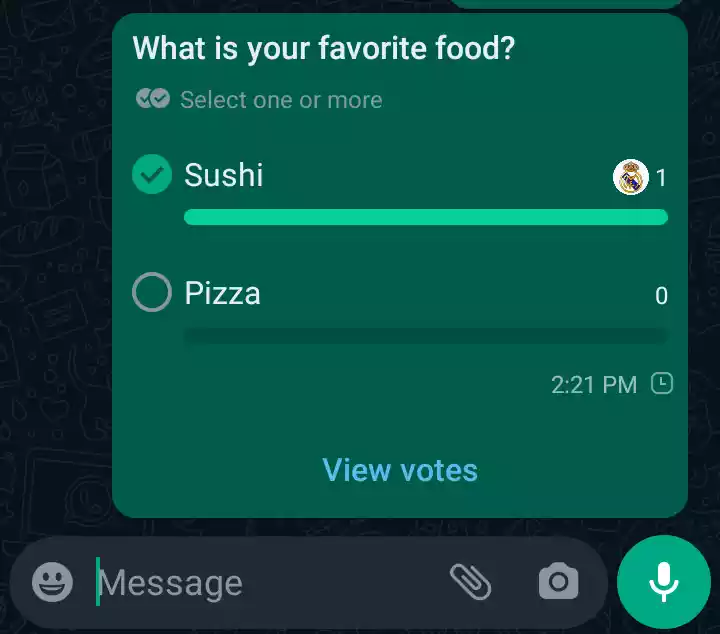 What is your favorite food?
Select one or more
Sushi 1
Pizza 0
2:21 PM
View votes
Message